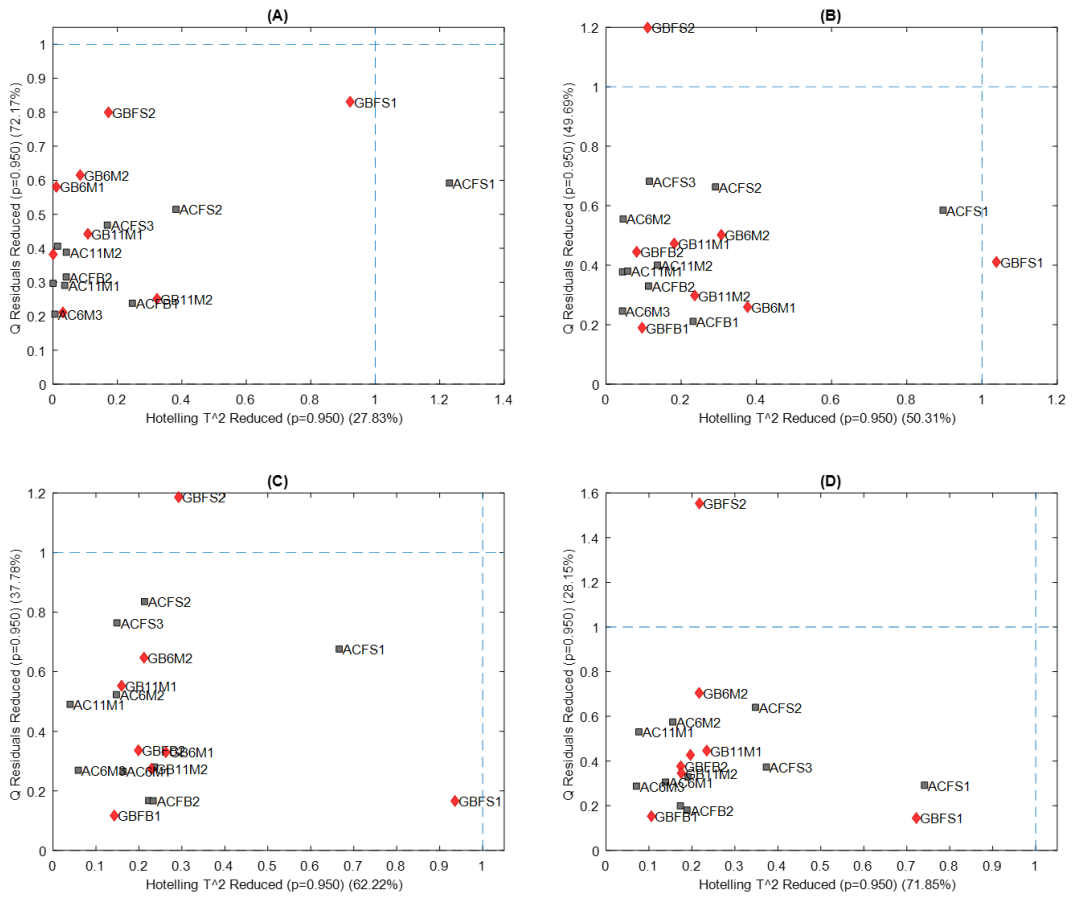 (A)
Q Residuals Reduced (p=0.950) (72.17%)
1
0.9
0.8
0.7
0.6
0.5
0.4
0.3
0.2
0.1
0
GBFS1
GBFS2
GB6M2
GB6M1
ACFS1
ACFS2
ACFS3
GB11M1
AC11M2
ACFB2
AC11M1
GB11M2
ACFB1
AC6M3
0.2 0.4 0.6 0.8 1 1.2 1.4
Hotelling T^2 Reduced (p=0.950) (27.83%)
(B)
Q Residuals Reduced (p=0.950) (49.69%)
1.2
1
0.8
0.6
0.4
0.2
0
GBFS2
ACFS3
ACFS2
ACFS1
AC6M2
GB6M2
GB11M1
GBFB2
GBFS1
AC11M2
AC11M1
ACFB2
GB11M2
GB6M1
AC6M3
ACFB1
GBFB1
0 0.2 0.4 0.6 0.8 1 1.2
Hotelling T^2 Reduced (p=0.950) (50.31%)
(C)
Q Residuals Reduced (p=0.950) (37.78%)
1.2
1
0.8
0.6
0.4
0.2
0
GBFS2
ACFS2
ACFS3
ACFS1
GB6M2
GB11M1
AC6M2
AC11M1
GBFB2
GB6M1
AC6M3
AC6M1
GB11M2
ACFB2
GBFS1
GBFB1
0 0.1 0.2 0.3 0.4 0.5 0.6 0.7 0.8 0.9 1
Hotelling T^2 Reduced (p=0.950) (62.22%)
(D)
Q Residuals Reduced (p=0.950) (28.15%)
1.6
1.4
1.2
1
0.8
0.6
0.4
0.2
0
GBFS2
GB6M2
ACFS2
AC6M2
AC11M1
GB11M1
GBFB2
ACFS3
GB11M2
AC6M1
AC6M3
ACFS1
ACFB2
GBFB1
GBFS1
0 0.1 0.2 0.3 0.4 0.5 0.6 0.7 0.8 0.9 1
Hotelling T^2 Reduced (p=0.950) (71.85%)